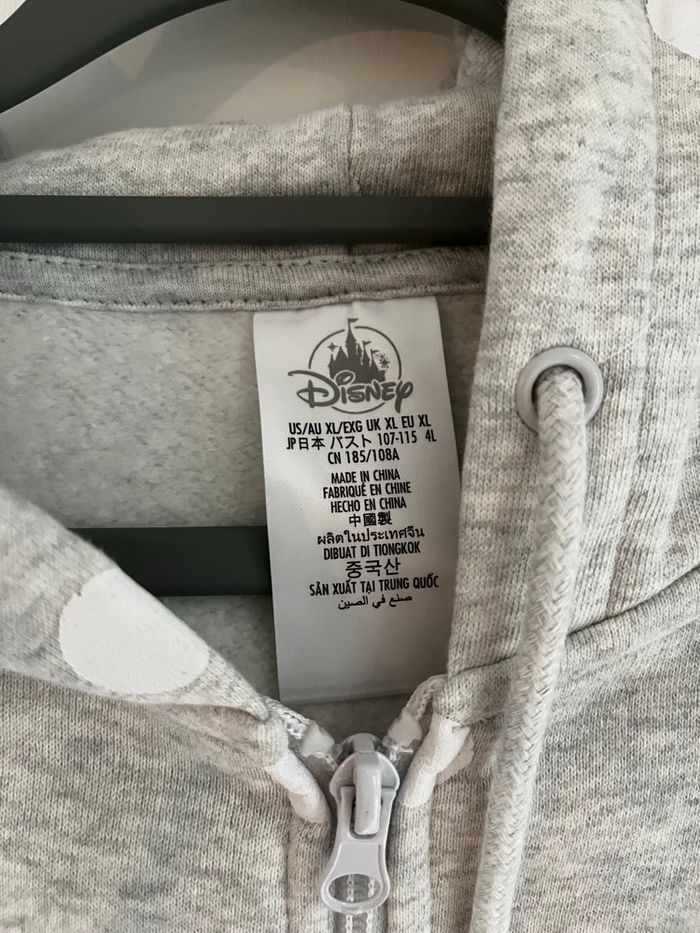 Disney
US/AU XL/EXG UK XL EU XL
JP日本 バスト 107-115 4L
CN 185/108A
MADE IN CHINA
FABRIQUÉ EN CHINE
HECHO EN CHINA
中國製
ผลิตในประเทศจีน
DIBUAT DI TIONGKOK
중국산
SẢN XUẤT TẠI TRUNG QUỐC
صنع في الصين